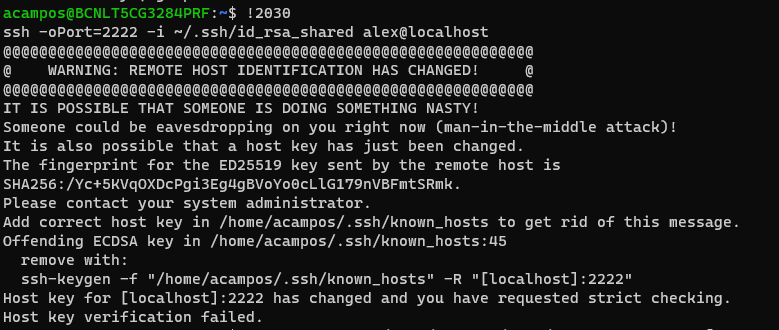 acampos@BCNLT5CG3284PRF:~$ !2030
ssh -oPort=2222 -i ~/.ssh/id_rsa_shared alex@localhost
@@@@@@@@@@@@@@@@@@@@@@@@@@@@@@@@@@@@@@@@@@@@@@@@@@@@@@@@@@@
@    WARNING: REMOTE HOST IDENTIFICATION HAS CHANGED!     @
@@@@@@@@@@@@@@@@@@@@@@@@@@@@@@@@@@@@@@@@@@@@@@@@@@@@@@@@@@@
IT IS POSSIBLE THAT SOMEONE IS DOING SOMETHING NASTY!
Someone could be eavesdropping on you right now (man-in-the-middle attack)!
It is also possible that a host key has just been changed.
The fingerprint for the ED25519 key sent by the remote host is
SHA256:/Yc+5KVqOXDcPgi3Eg4gBVoYo0cLlG179nVBFmtSRmk.
Please contact your system administrator.
Add correct host key in /home/acampos/.ssh/known_hosts to get rid of this message.
Offending ECDSA key in /home/acampos/.ssh/known_hosts:45
  remove with:
  ssh-keygen -f "/home/acampos/.ssh/known_hosts" -R "[localhost]:2222"
Host key for [localhost]:2222 has changed and you have requested strict checking.
Host key verification failed.